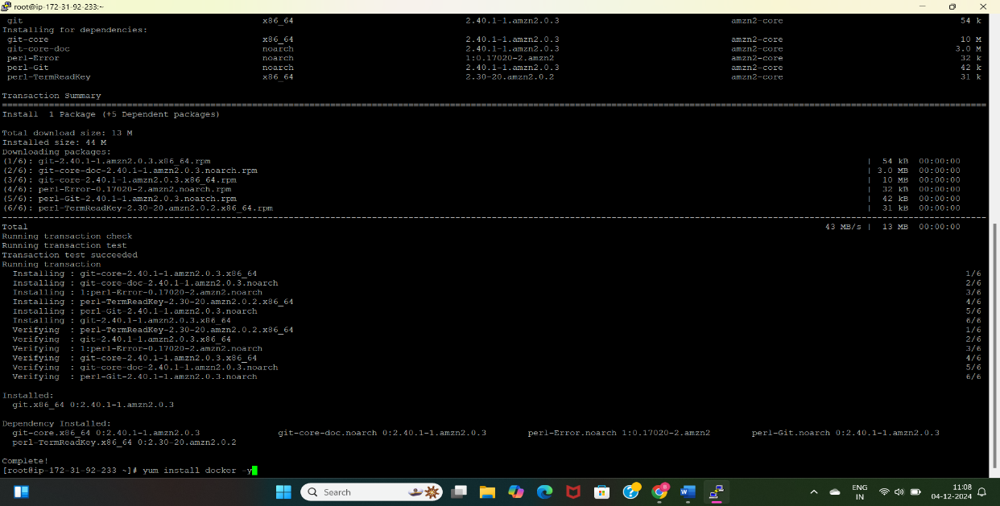 root@ip-172-31-92-233:~
git x86_64 2.40.1-1.amzn2.0.3 amzn2-core 54 k
Installing for dependencies:
git-core x86_64 2.40.1-1.amzn2.0.3 amzn2-core 10 M
git-core-doc noarch 2.40.1-1.amzn2.0.3 amzn2-core 3.0 M
perl-Error noarch 1:0.17020-2.amzn2 amzn2-core 32 k
perl-Git noarch 2.40.1-1.amzn2.0.3 amzn2-core 42 k
perl-TermReadKey x86_64 2.30-20.amzn2.0.2 amzn2-core 31 k
Transaction Summary
Install 1 Package (+5 Dependent packages)
Total download size: 13 M
Installed size: 44 M
Downloading packages:
(1/6): git-2.40.1-1.amzn2.0.3.x86_64.rpm | 54 kB 00:00:00
(2/6): git-core-doc-2.40.1-1.amzn2.0.3.noarch.rpm | 3.0 MB 00:00:00
(3/6): git-core-2.40.1-1.amzn2.0.3.x86_64.rpm | 10 MB 00:00:00
(4/6): perl-Error-0.17020-2.amzn2.noarch.rpm | 32 kB 00:00:00
(5/6): perl-Git-2.40.1-1.amzn2.0.3.noarch.rpm | 42 kB 00:00:00
(6/6): perl-TermReadKey-2.30-20.amzn2.0.2.x86_64.rpm | 31 kB 00:00:00
Total 43 MB/s | 13 MB 00:00:00
Running transaction check
Running transaction test
Transaction test succeeded
Running transaction
Installing : git-core-2.40.1-1.amzn2.0.3.x86_64 1/6
Installing : git-core-doc-2.40.1-1.amzn2.0.3.noarch 2/6
Installing : 1:perl-Error-0.17020-2.amzn2.noarch 3/6
Installing : perl-TermReadKey-2.30-20.amzn2.0.2.x86_64 4/6
Installing : perl-Git-2.40.1-1.amzn2.0.3.noarch 5/6
Installing : git-2.40.1-1.amzn2.0.3.x86_64 6/6
Verifying : perl-TermReadKey-2.30-20.amzn2.0.2.x86_64 1/6
Verifying : git-2.40.1-1.amzn2.0.3.x86_64 2/6
Verifying : 1:perl-Error-0.17020-2.amzn2.noarch 3/6
Verifying : git-core-2.40.1-1.amzn2.0.3.x86_64 4/6
Verifying : git-core-doc-2.40.1-1.amzn2.0.3.noarch 5/6
Verifying : perl-Git-2.40.1-1.amzn2.0.3.noarch 6/6
Installed:
git.x86_64 0:2.40.1-1.amzn2.0.3
Dependency Installed:
git-core.x86_64 0:2.40.1-1.amzn2.0.3 git-core-doc.noarch 0:2.40.1-1.amzn2.0.3 perl-Error.noarch 1:0.17020-2.amzn2 perl-Git.noarch 0:2.40.1-1.amzn2.0.3
perl-TermReadKey.x86_64 0:2.30-20.amzn2.0.2
Complete!
[root@ip-172-31-92-233 ~]# yum install docker -y
Search
ENG
IN
11:08
04-12-2024